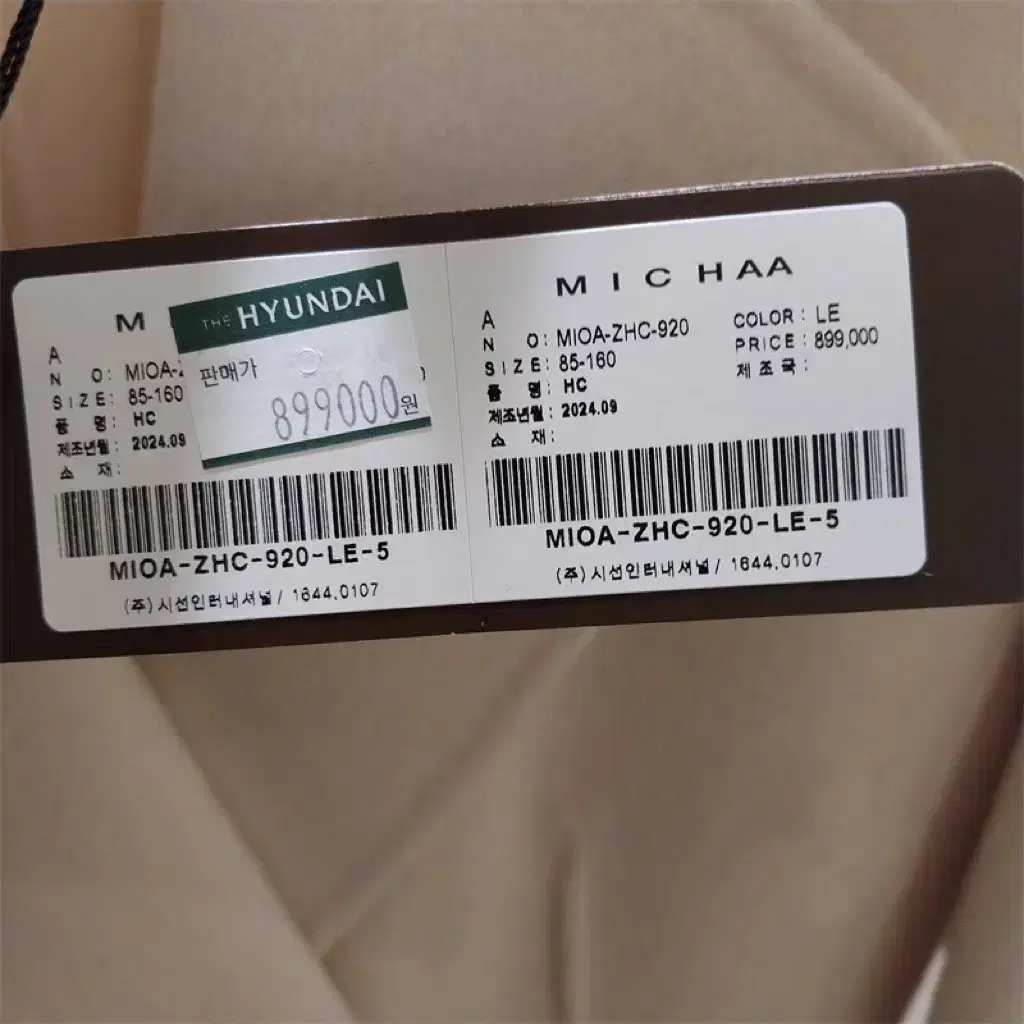 M I
THE HYUNDAI
판매가
899000원
A
N O: MIOA-
SIZE: 85-160
품 명: HC
제조년월: 2024.09
소 재:
MIOA-ZHC-920-LE-5
(주)시선인터내셔널/ 1644.0107
MICHAA
A
N O: MIOA-ZHC-920
SIZE: 85-160
품 명: HC
제조년월: 2024.09
소 재:
COLOR: LE
PRICE: 899,000
제조국:
MIOA-ZHC-920-LE-5
(주)시선인터내셔널/ 1644.0107